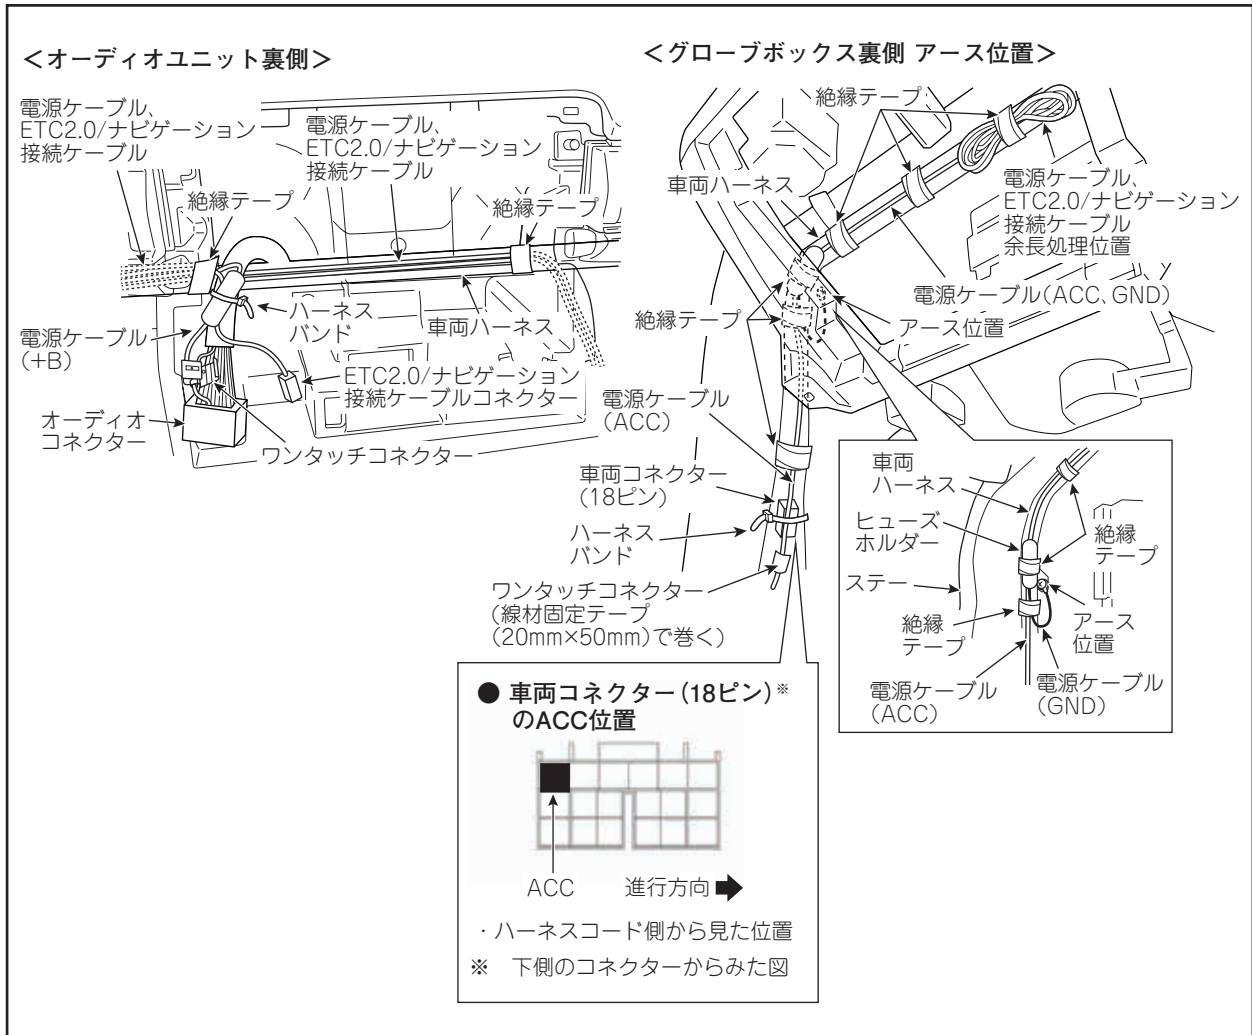 ＜オーディオユニット裏側＞
電源ケーブル、
ETC2.0/ナビゲーション
接続ケーブル
電源ケーブル、
ETC2.0/ナビゲーション
接続ケーブル
絶縁テープ
絶縁テープ
ハーネス
バンド
車両ハーネス
電源ケーブル
(+B)
ETC2.0/ナビゲーション
接続ケーブルコネクター
オーディオ
コネクター
ワンタッチコネクター
＜グローブボックス裏側 アース位置＞
絶縁テープ
車両ハーネス
電源ケーブル、
ETC2.0/ナビゲーション
接続ケーブル
余長処理位置
電源ケーブル(ACC、GND)
絶縁テープ
アース位置
電源ケーブル
(ACC)
車両コネクター
(18ピン)
ハーネス
バンド
ワンタッチコネクター
(線材固定テープ
(20mm×50mm)で巻く)
車両
ハーネス
ヒューズ
ホルダー
絶縁
テープ
ステー
絶縁
テープ
アース
位置
電源ケーブル
(ACC)
電源ケーブル
(GND)
● 車両コネクター(18ピン)※
のACC位置
ACC
進行方向➡
・ハーネスコード側から見た位置
※ 下側のコネクターからみた図